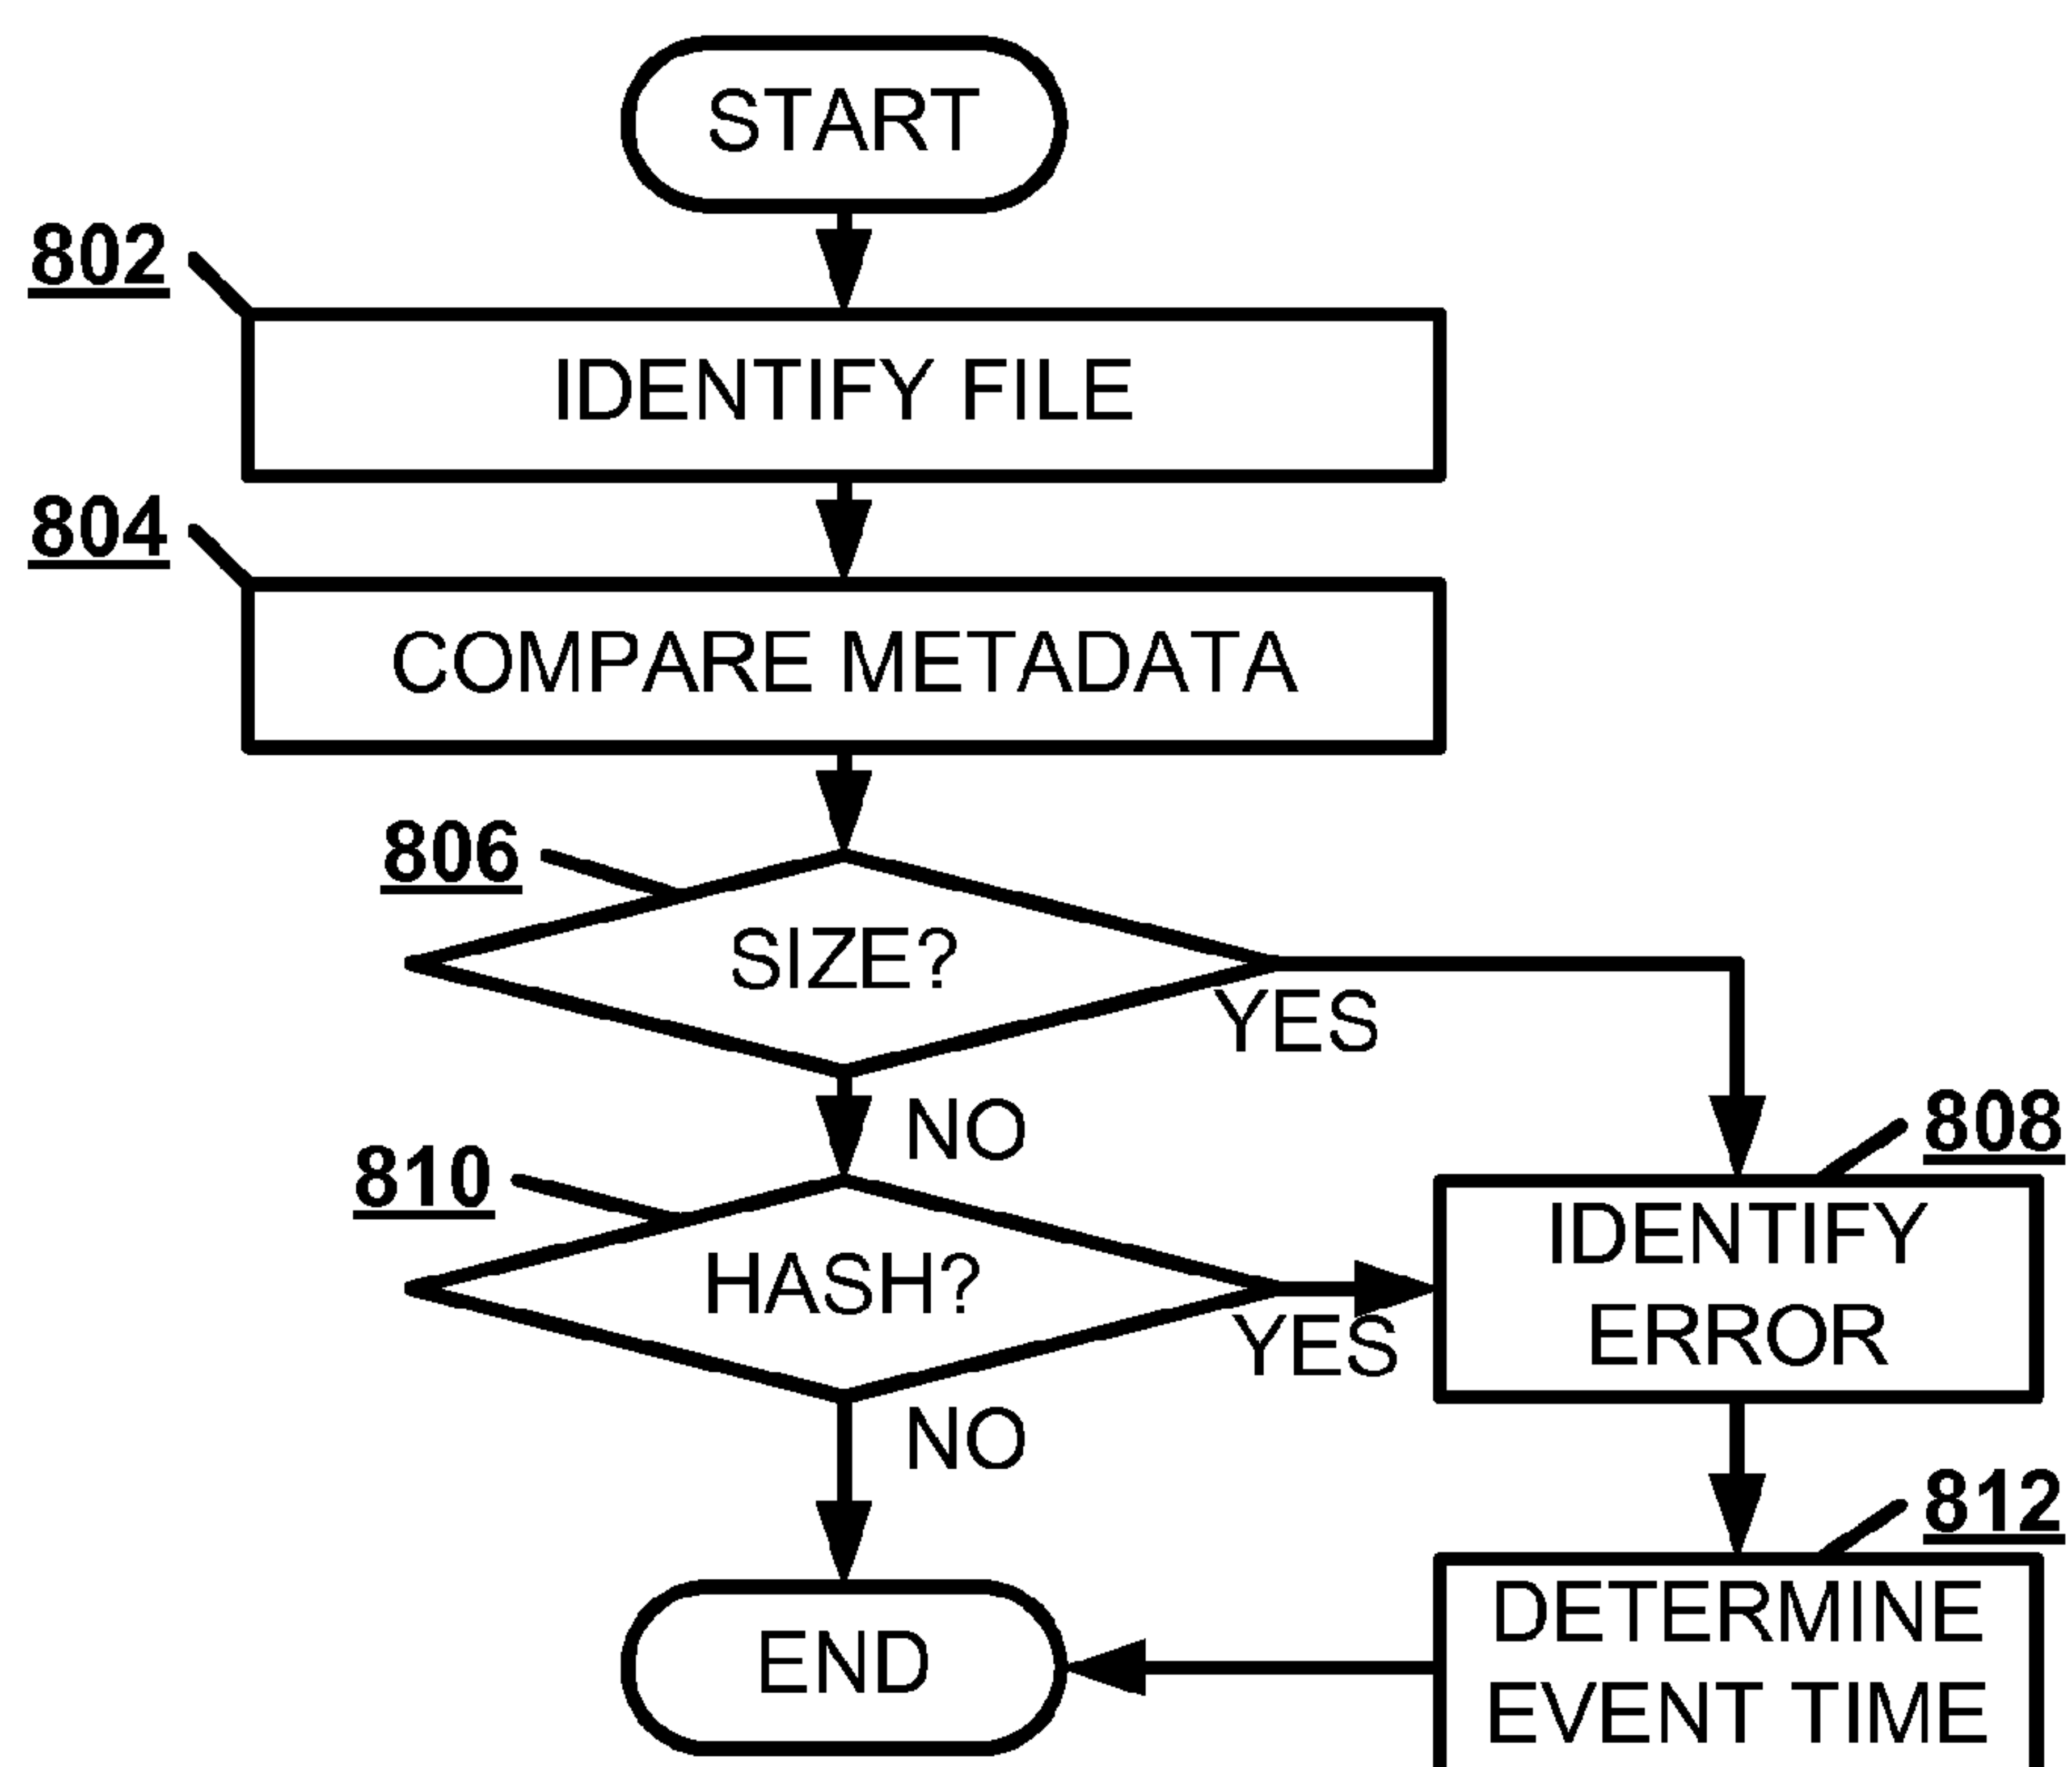 START
802
IDENTIFY FILE
804
COMPARE METADATA
806
SIZE?
YES
NO
808
810
IDENTIFY
ERROR
HASH?
YES
NO
812
DETERMINE
EVENT TIME
END